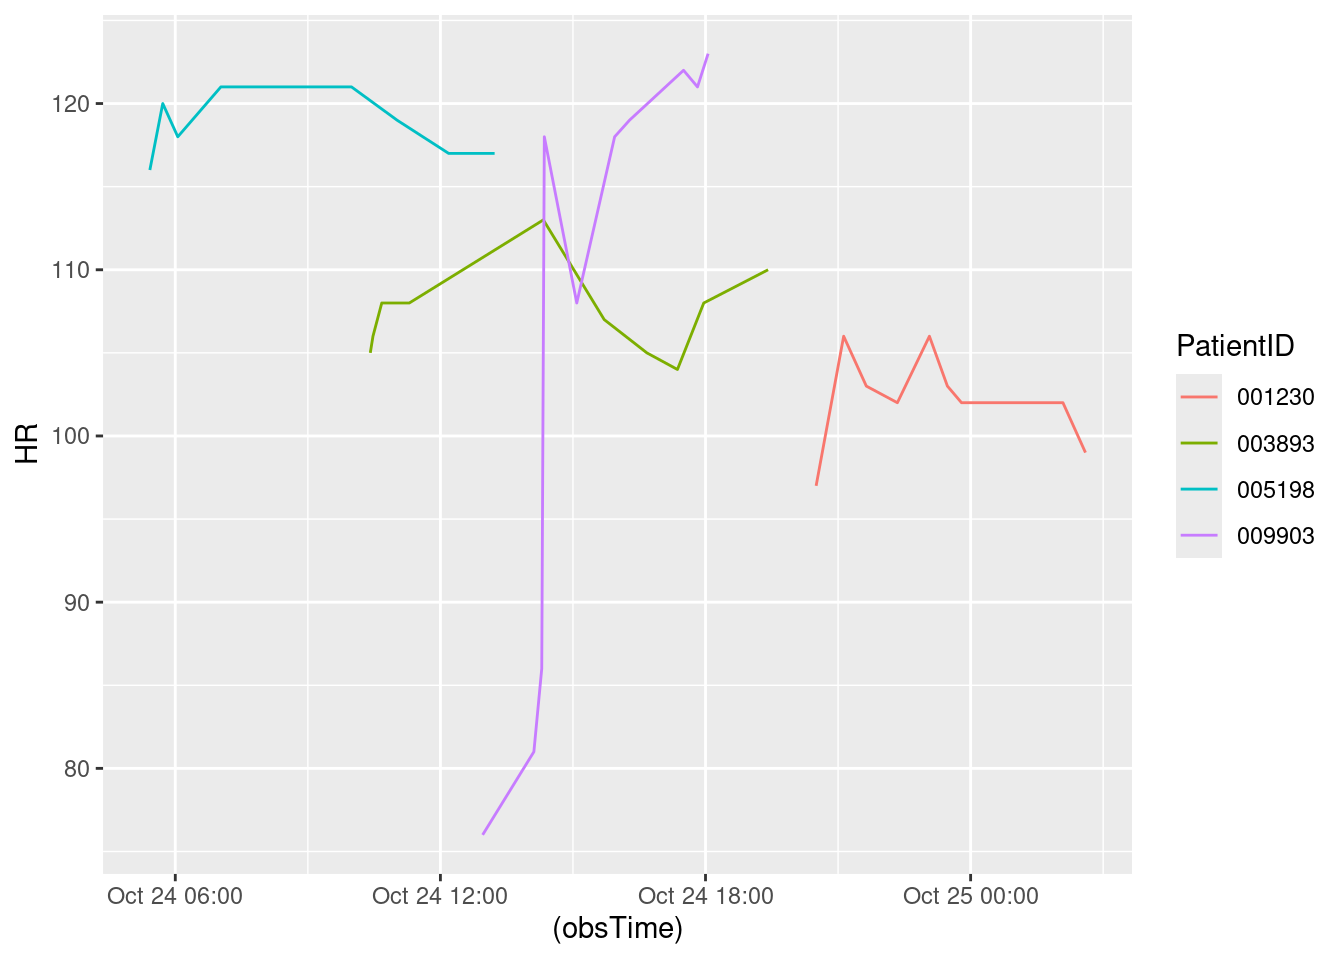 120
110
100
90
80
HR
Oct 24 06:00
Oct 24 12:00
Oct 24 18:00
Oct 25 00:00
(obsTime)
PatientID
001230
003893
005198
009903